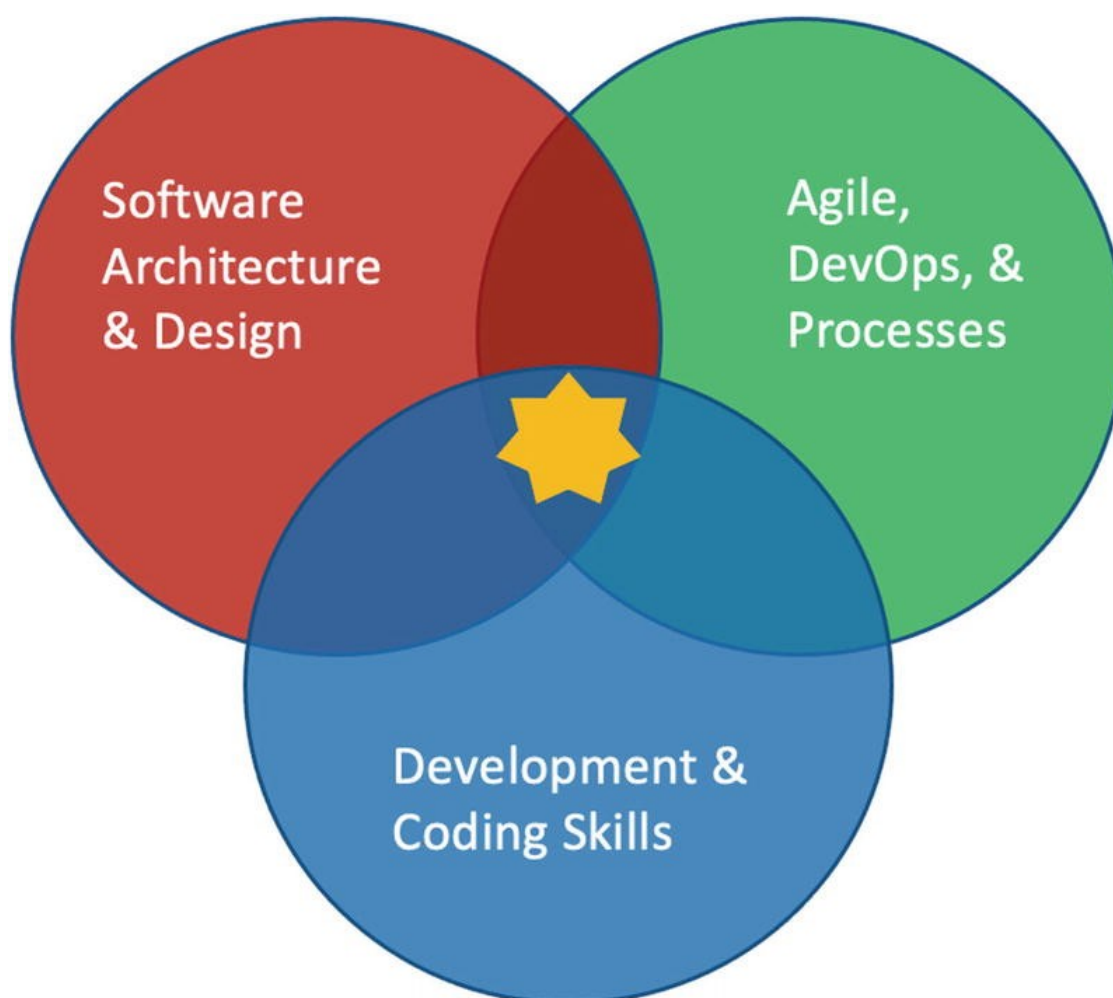 Software
Architecture
& Design
Agile,
DevOps, &
Processes
Development &
Coding Skills